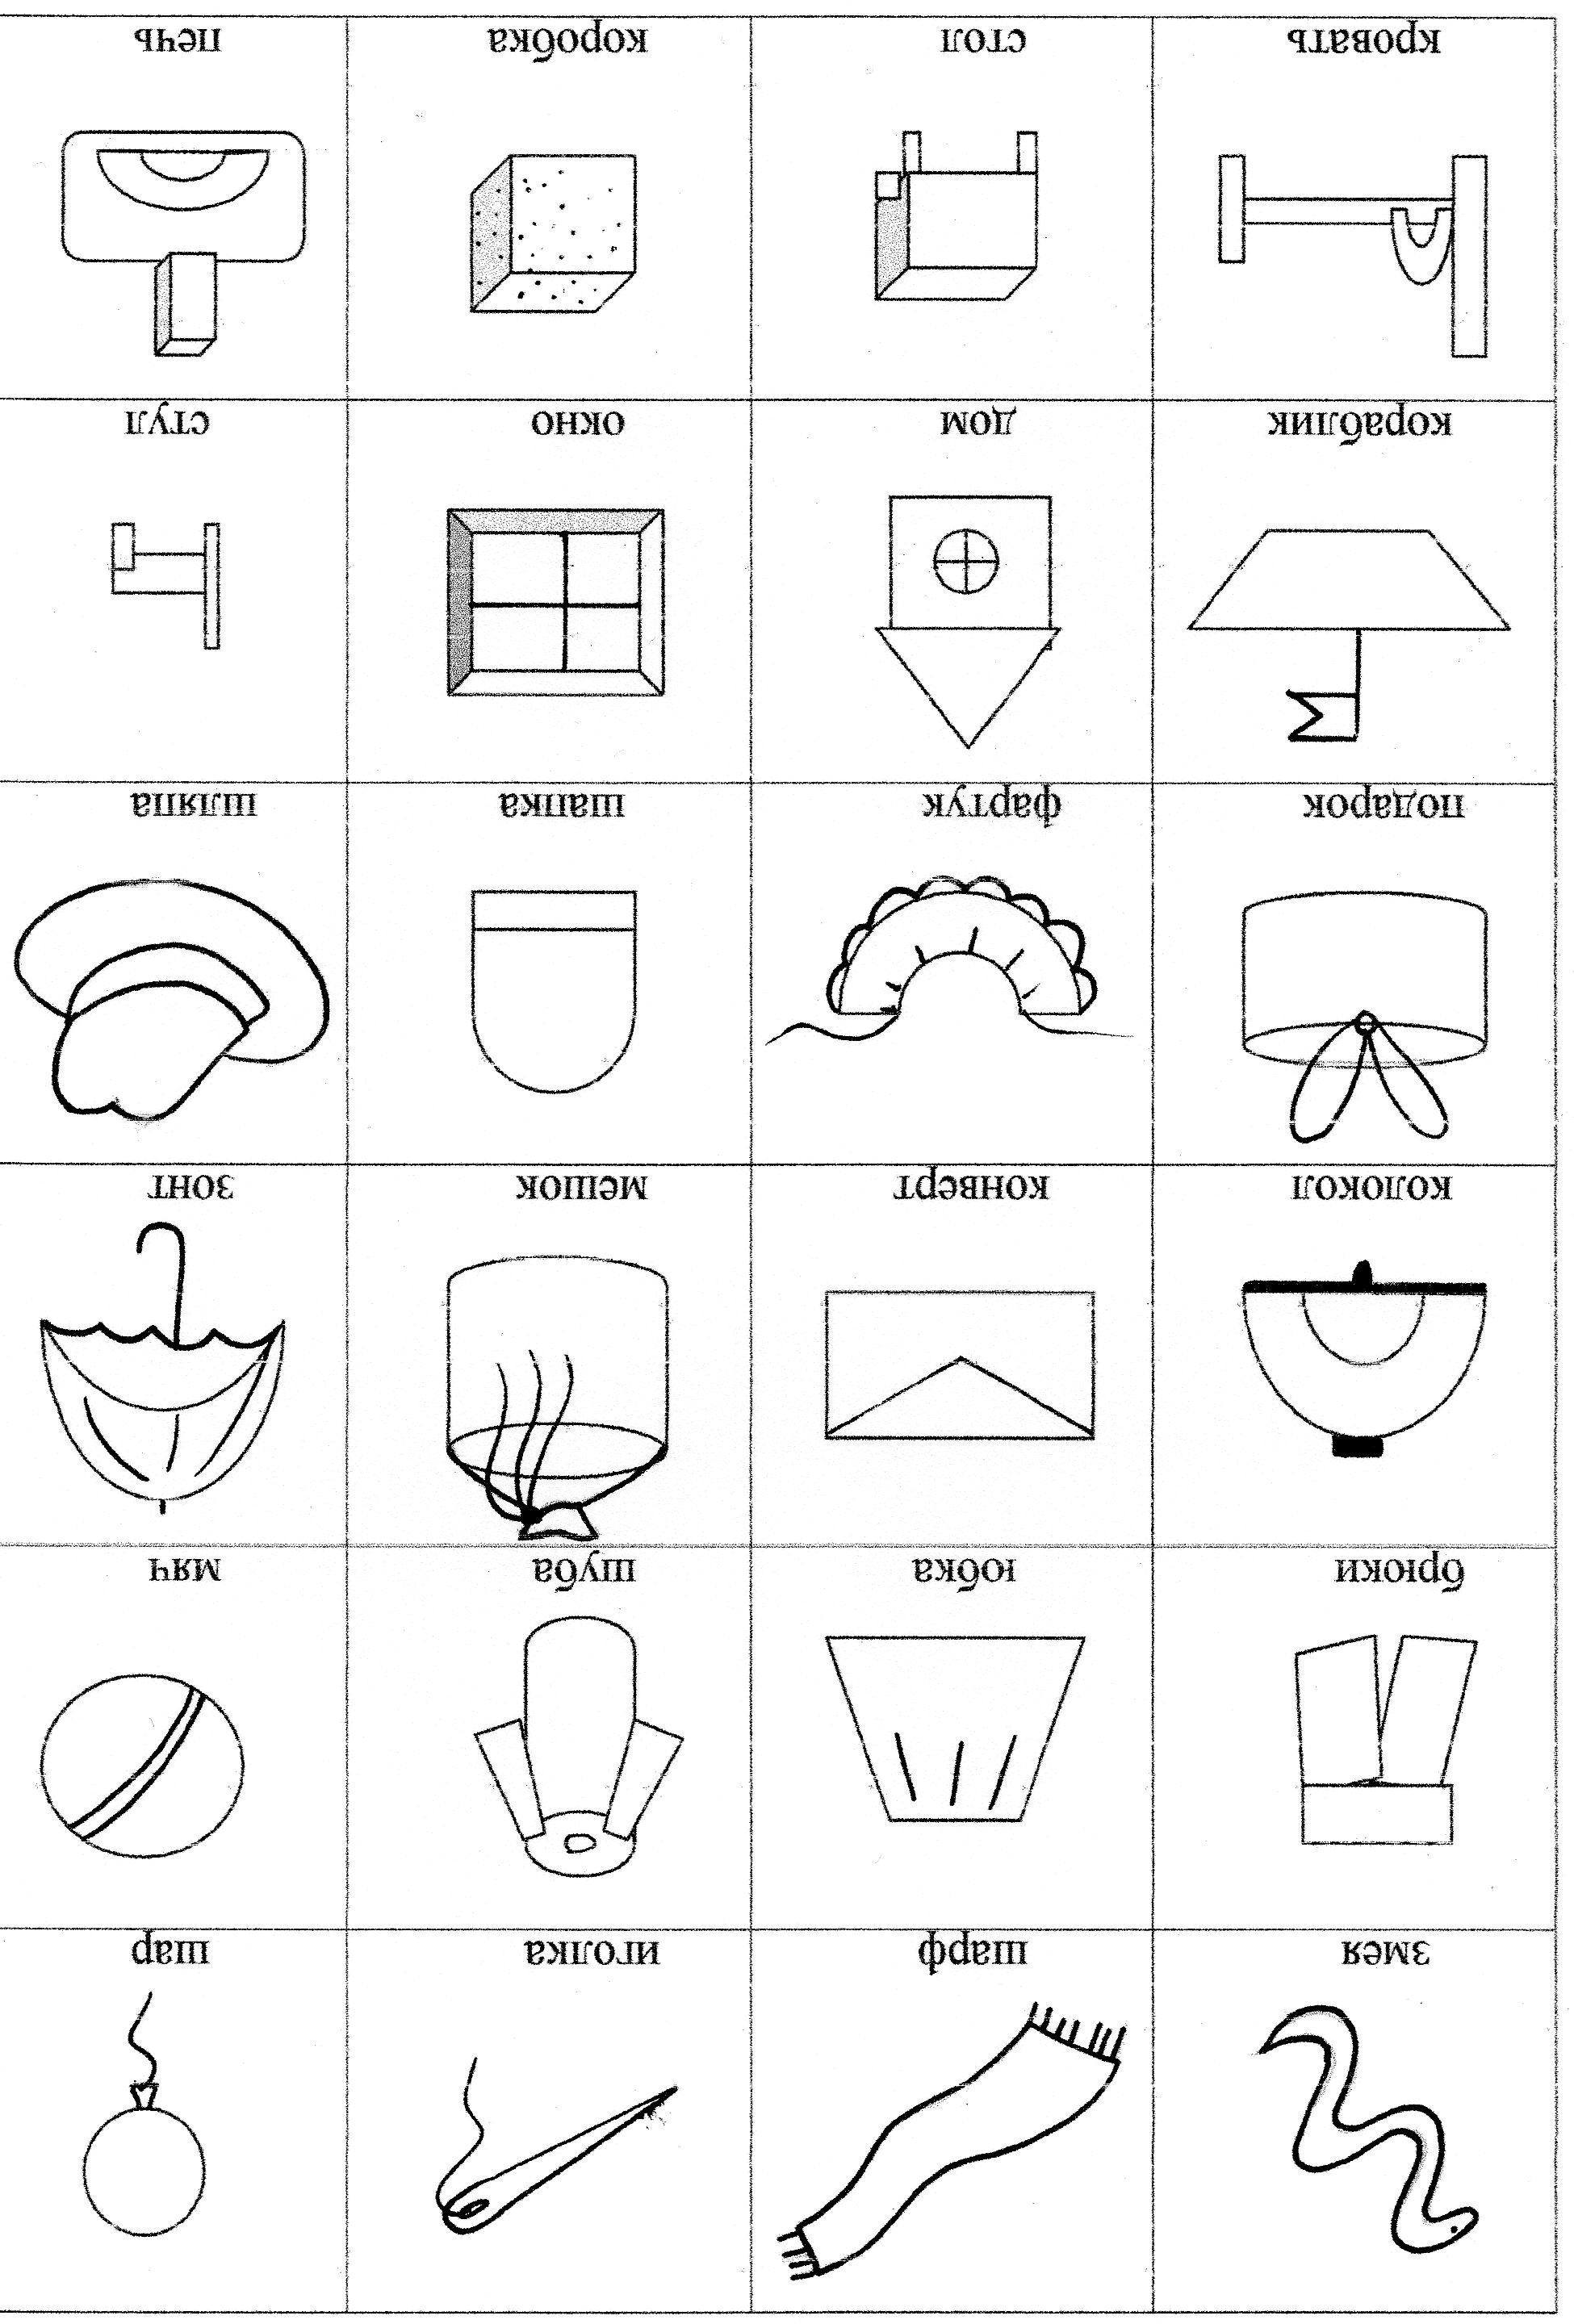 змея
шарф
иголка
шар
брюки
юбка
шуба
мяч
колокол
конверт
мешок
зонт
подарок
фартук
шапка
шляпа
кораблик
дом
окно
стул
кровать
стол
коробка
печь